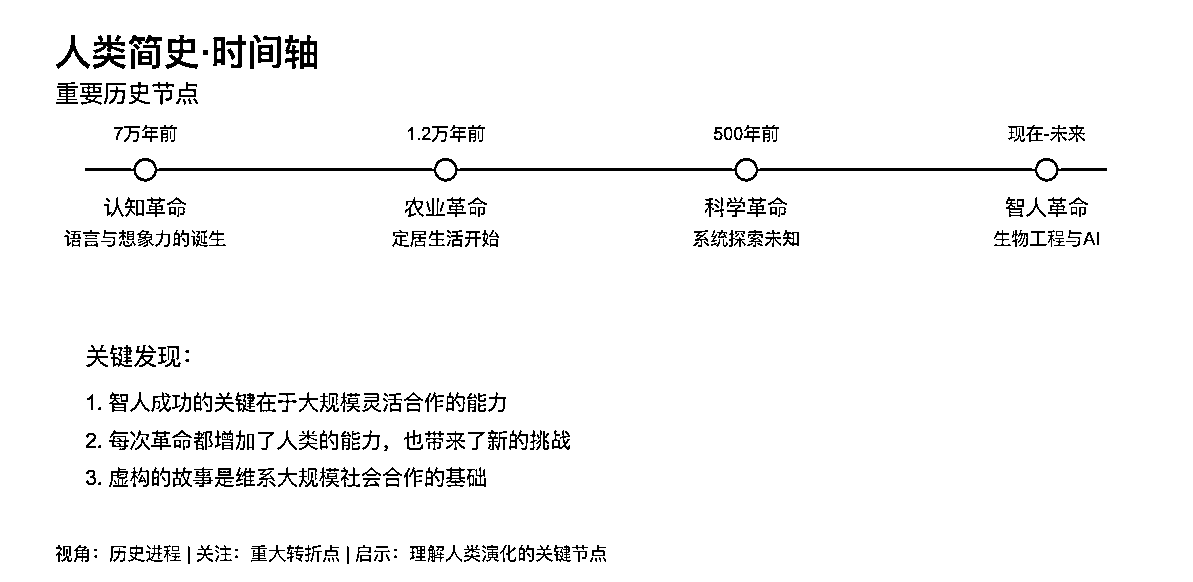 人类简史·时间轴
重要历史节点
7万年前 1.2万年前 500年前 现在-未来
认知革命 农业革命 科学革命 智人革命
语言与想象力的诞生 定居生活开始 系统探索未知 生物工程与AI
关键发现：
1. 智人成功的关键在于大规模灵活合作的能力
2. 每次革命都增加了人类的能力，也带来了新的挑战
3. 虚构的故事是维系大规模社会合作的基础
视角：历史进程 | 关注：重大转折点 | 启示：理解人类演化的关键节点